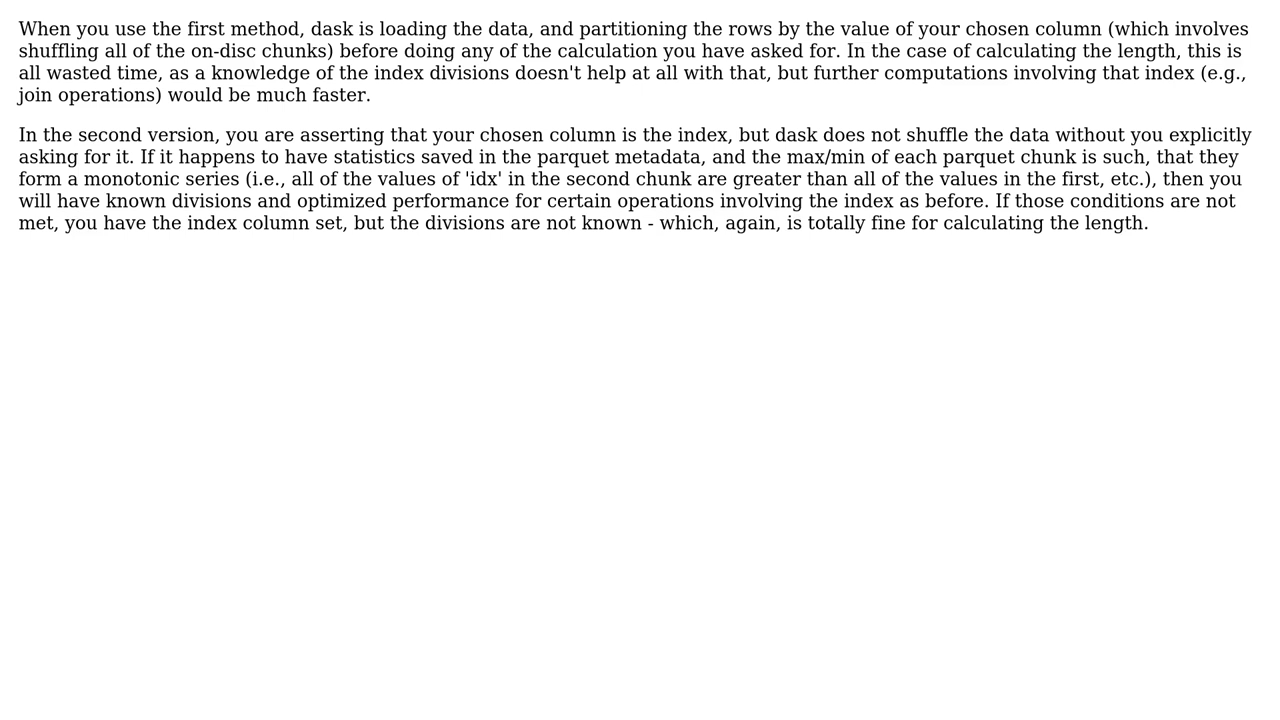 When you use the first method, dask is loading the data, and partitioning the rows by the value of your chosen column (which involves
shuffling all of the on-disc chunks) before doing any of the calculation you have asked for. In the case of calculating the length, this is
all wasted time, as a knowledge of the index divisions doesn't help at all with that, but further computations involving that index (e.g.,
join operations) would be much faster.
In the second version, you are asserting that your chosen column is the index, but dask does not shuffle the data without you explicitly
asking for it. If it happens to have statistics saved in the parquet metadata, and the max/min of each parquet chunk is such, that they
form a monotonic series (i.e., all of the values of 'idx' in the second chunk are greater than all of the values in the first, etc.), then you
will have known divisions and optimized performance for certain operations involving the index as before. If those conditions are not
met, you have the index column set, but the divisions are not known - which, again, is totally fine for calculating the length.